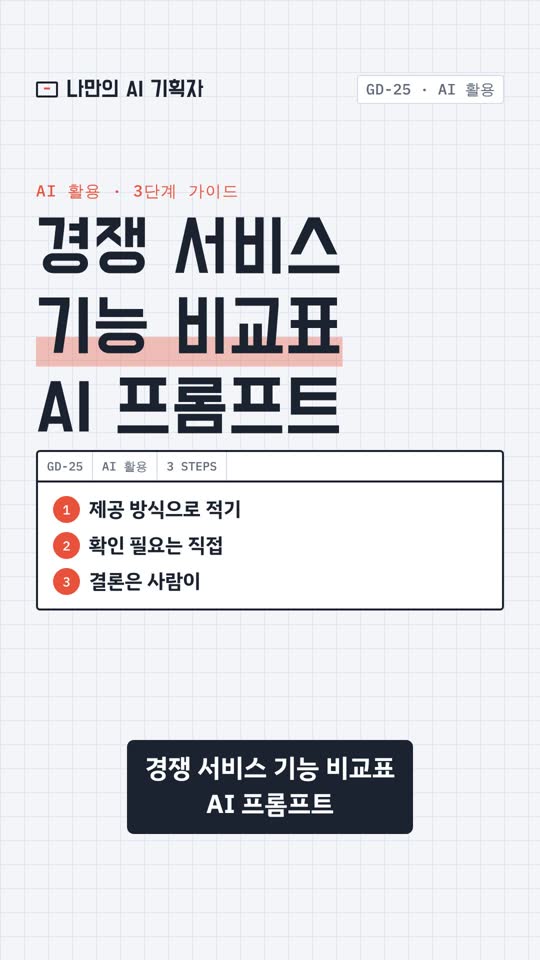 나만의 AI 기획자
GD-25 · AI 활용
AI 활용 · 3단계 가이드
경쟁 서비스
기능 비교표
AI 프롬프트
GD-25 AI 활용 3 STEPS
1 제공 방식으로 적기
2 확인 필요는 직접
3 결론은 사람이
경쟁 서비스 기능 비교표
AI 프롬프트